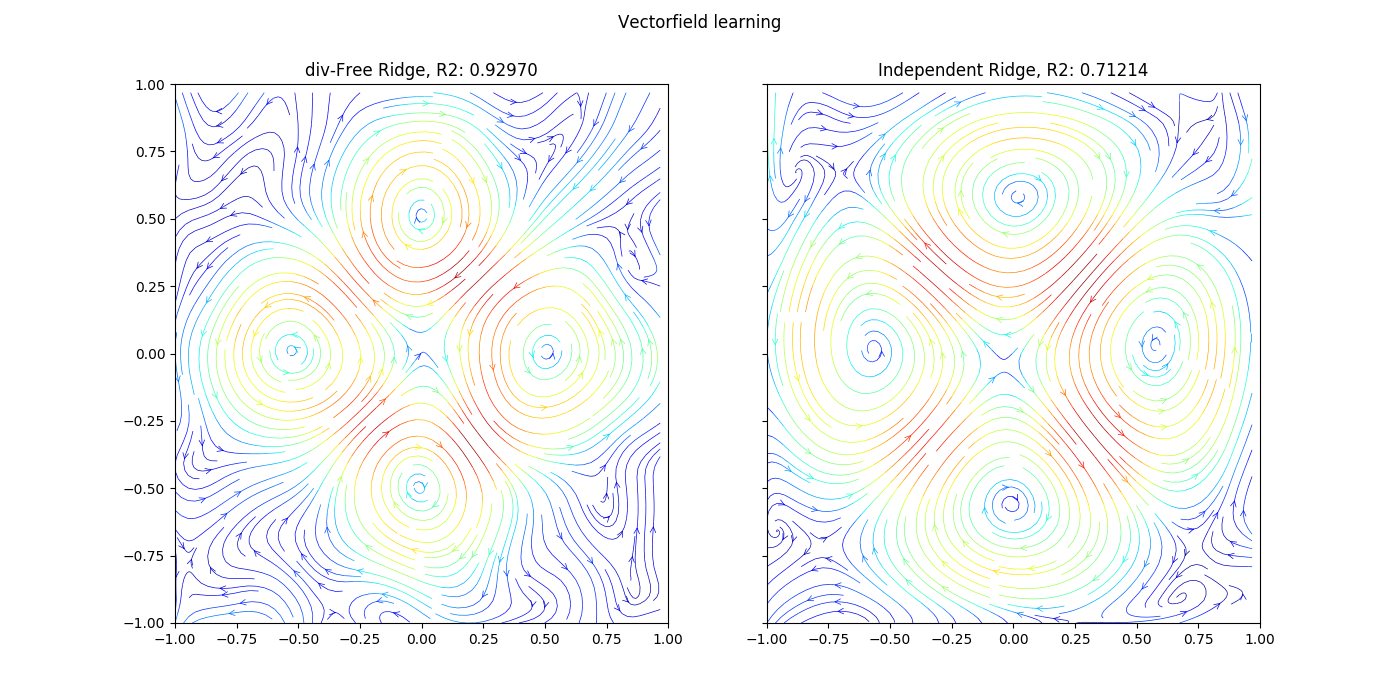 Vectorfield learning
div-Free Ridge, R2: 0.92970
Independent Ridge, R2: 0.71214
1.00
0.75
0.50
0.25
0.00
−0.25
−0.50
−0.75
−1.00
−1.00 −0.75 −0.50 −0.25 0.00 0.25 0.50 0.75 1.00
−1.00 −0.75 −0.50 −0.25 0.00 0.25 0.50 0.75 1.00